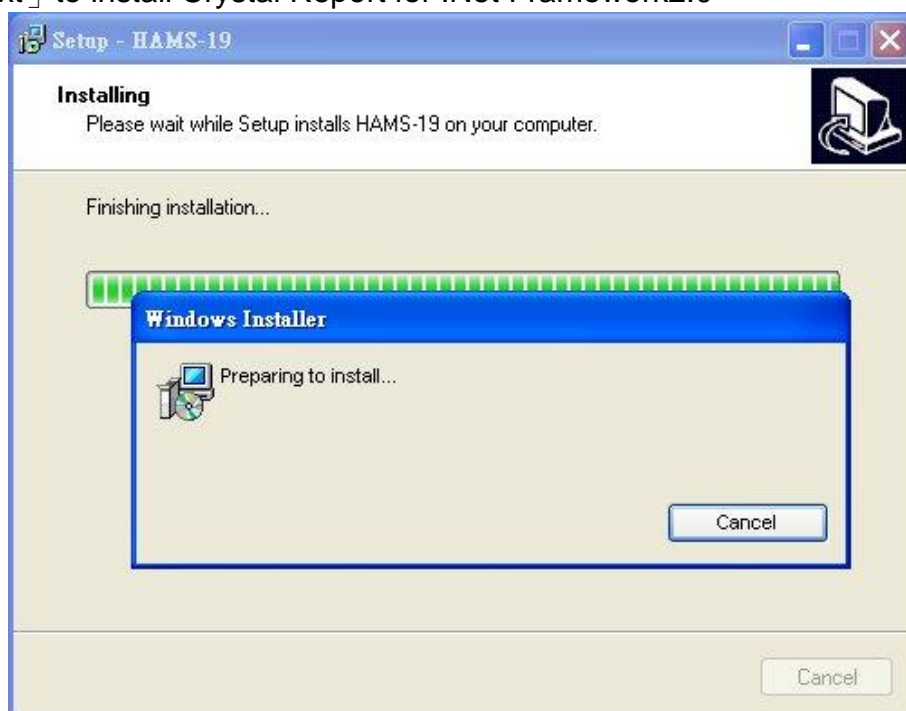 to install Crystal Report for .Net Framework2.0
Setup - HAMS-19
Installing
Please wait while Setup installs HAMS-19 on your computer.
Finishing installation...
Windows Installer
Preparing to install...
Cancel
Cancel